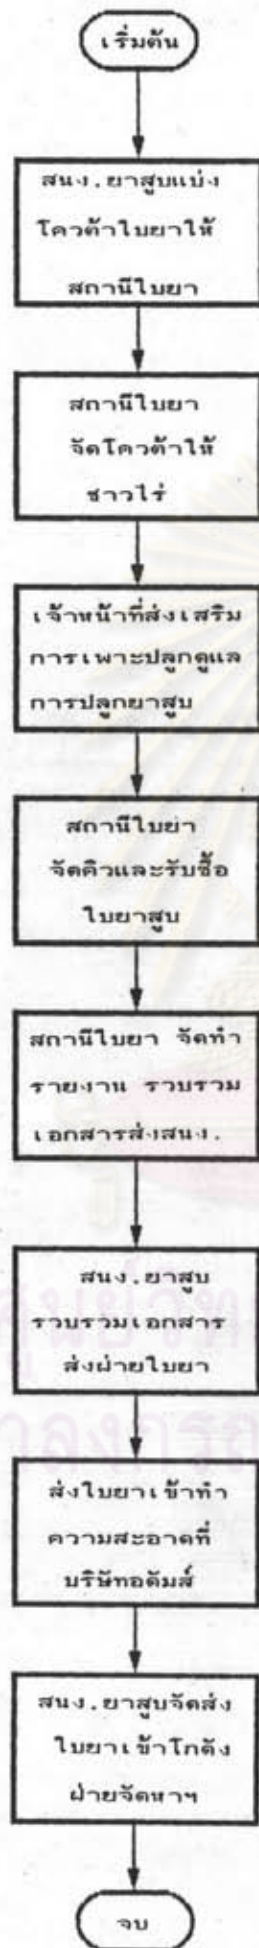 เริ่มต้น
สนง.ยาสูบแบ่ง
โควต้าใบยาให้
สถานีใบยา
สถานีใบยา
จัดโควต้าให้
ชาวไร่
เจ้าหน้าที่ส่งเสริม
การเพาะปลูกดูแล
การปลูกยาสูบ
สถานีใบยา
จัดคิวและรับซื้อ
ใบยาสูบ
สถานีใบยา จัดทำ
รายงาน รวบรวม
เอกสารส่งสนง.
สนง.ยาสูบ
รวบรวมเอกสาร
ส่งฝ่ายใบยา
ส่งใบยาเข้าทำ
ความสะอาดที่
บริษัทอดัมส์
สนง.ยาสูบจัดส่ง
ใบยาเข้าโกดัง
ฝ่ายจัดหาฯ
จบ